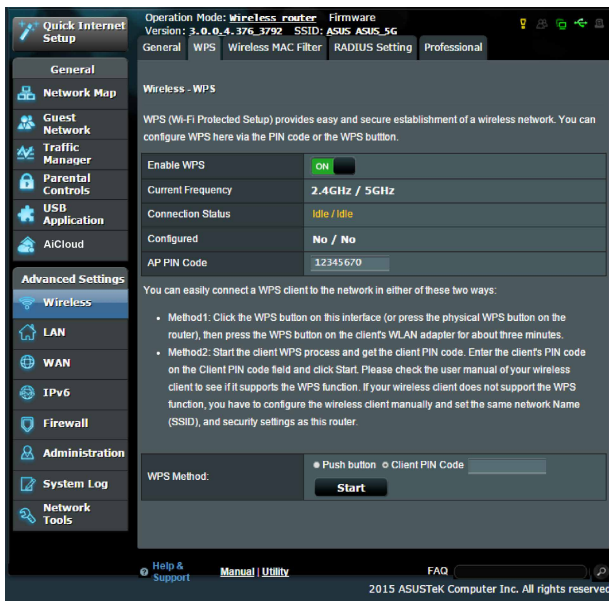 Quick Internet
Setup
Operation Mode: Wireless router Firmware
Version: 3.0.0.4.376_3792 SSID: ASUS ASUS_5G
General WPS Wireless MAC Filter RADIUS Setting Professional
General
Network Map
Guest
Network
Traffic
Manager
Parental
Controls
USB
Application
AiCloud
Advanced Settings
Wireless
LAN
WAN
IPv6
Firewall
Administration
System Log
Network
Tools
Wireless - WPS
WPS (Wi-Fi Protected Setup) provides easy and secure establishment of a wireless network. You can
configure WPS here via the PIN code or the WPS buttton.
Enable WPS ON
Current Frequency 2.4GHz / 5GHz
Connection Status Idle / Idle
Configured No / No
AP PIN Code 12345670
You can easily connect a WPS client to the network in either of these two ways:
• Method1: Click the WPS button on this interface (or press the physical WPS button on the
router), then press the WPS button on the client's WLAN adapter for about three minutes.
• Method2: Start the client WPS process and get the client PIN code. Enter the client's PIN code
on the Client PIN code field and click Start. Please check the user manual of your wireless
client to see if it supports the WPS function. If your wireless client does not support the WPS
function, you have to configure the wireless client manually and set the same network Name
(SSID), and security settings as this router.
WPS Method: Push button Client PIN Code
Start
Help &
Support
Manual | Utility FAQ
2015 ASUSTeK Computer Inc. All rights reserved